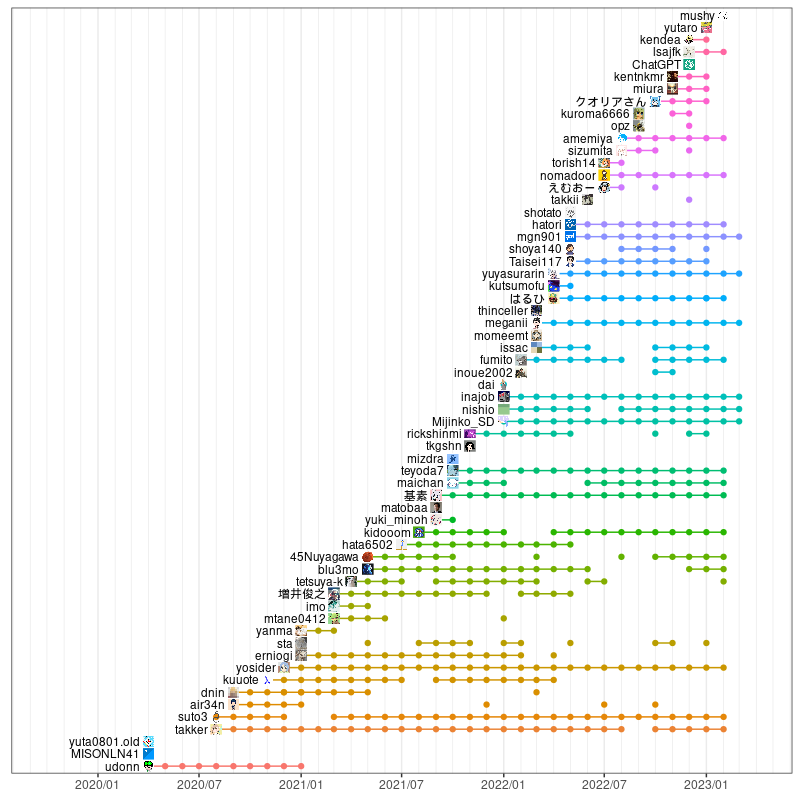 mushy
yutaro
kendea
lsajfk
ChatGPT
kentnkmr
miura
クオリアさん
kuroma6666
opz
amemiya
sizumita
torish14
nomadoor
えむおー
takkii
shotato
hatori
mgn901
shoya140
Taisei117
yuyasurarin
kutsumofu
はるひ
thinceller
meganii
momeemt
issac
fumito
inoue2002
dai
inajob
nishio
Mijinko_SD
rickshinmi
tkgshn
mizdra
teyoda7
maichan
基素
matobaa
yuki_minoh
kidooom
hata6502
45Nuyagawa
blu3mo
tetsuya-k
増井俊之
imo
mtane0412
yanma
sta
erniogi
yosider
kuuote
dnin
air34n
suto3
takker
yuta0801.old
MISONLN41
udonn
2020/01 2020/07 2021/01 2021/07 2022/01 2022/07 2023/01